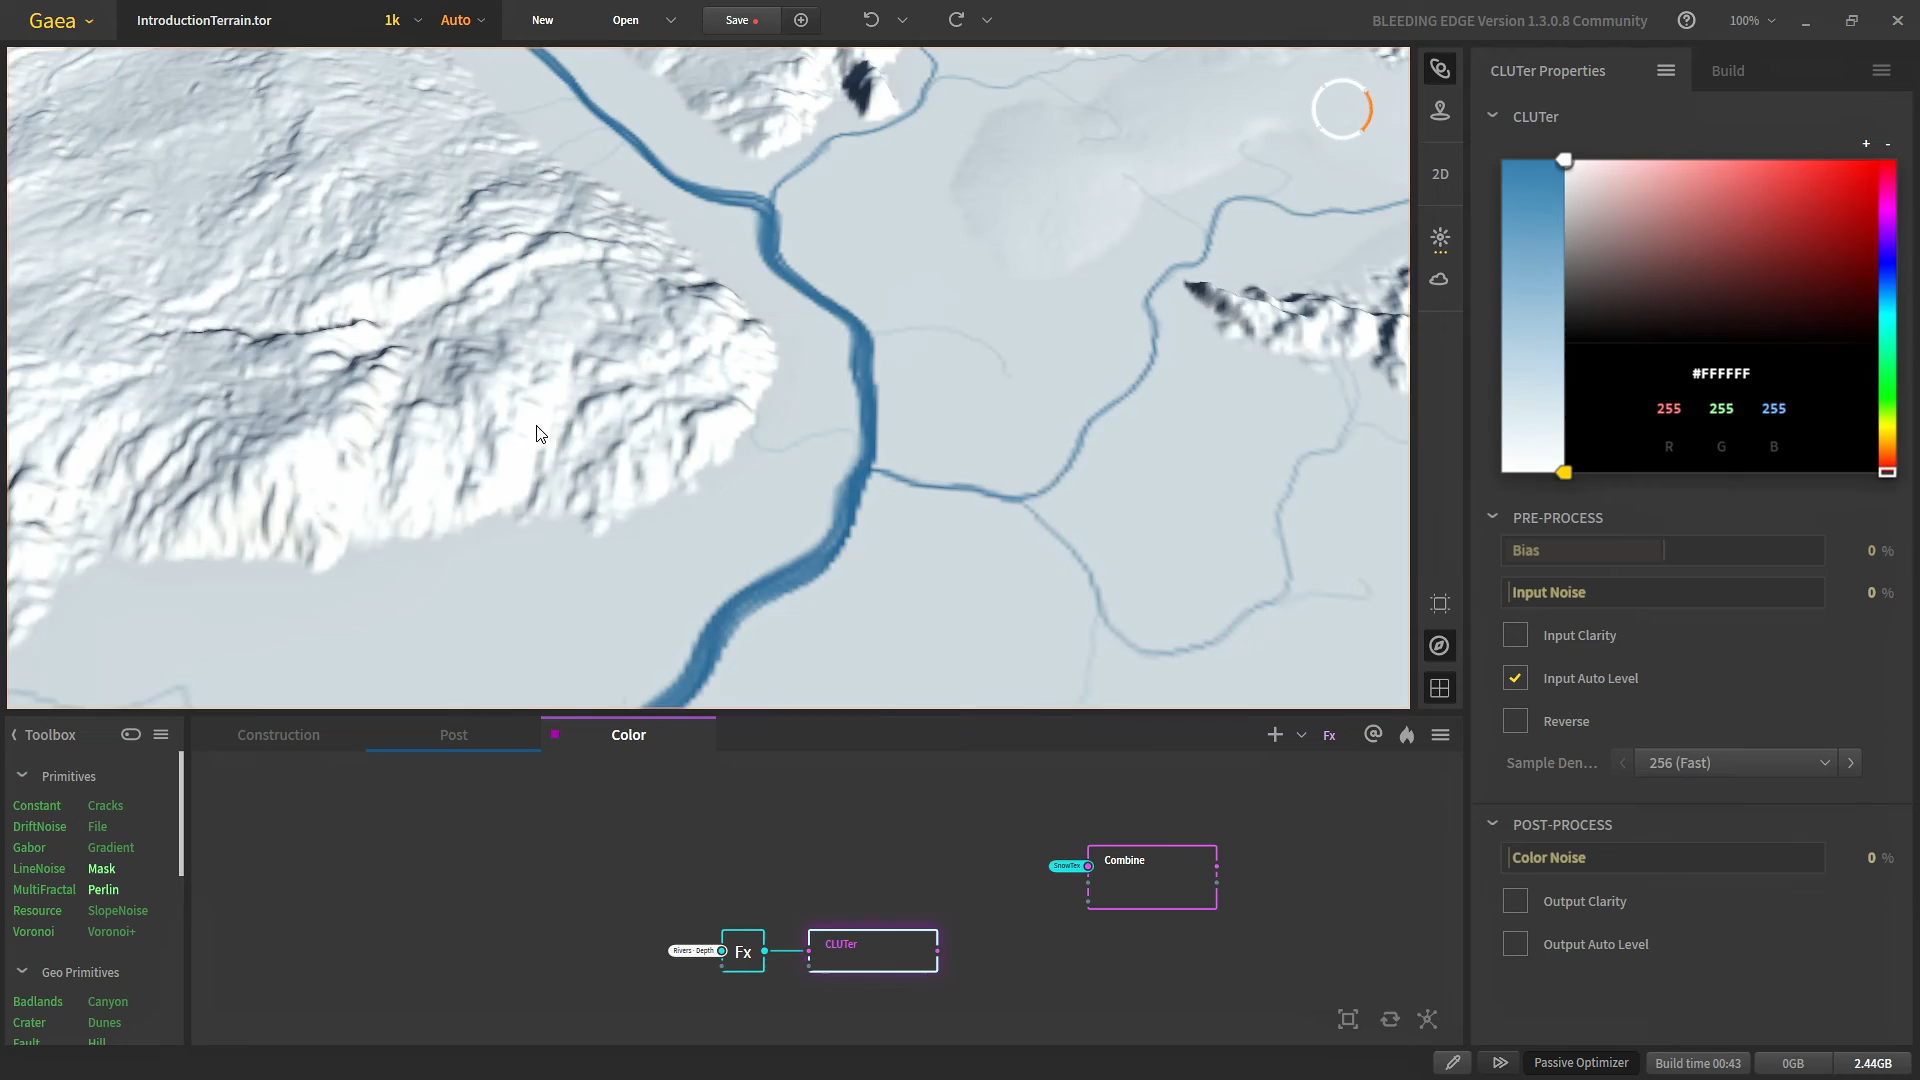 Gaea
IntroductionTerrain.tor
1k
Auto
New
Open
Save
BLEEDING EDGE Version 1.3.0.8 Community
100%
2D
CLUTer Properties
Build
CLUTer
+ -
#FFFFFF
255 255 255
R G B
PRE-PROCESS
Bias 0 %
Input Noise 0 %
Input Clarity
Input Auto Level
Reverse
Sample Den... 256 (Fast)
POST-PROCESS
Color Noise 0 %
Output Clarity
Output Auto Level
Toolbox
Construction
Post
Color
Fx
Primitives
Constant Cracks
DriftNoise File
Gabor Gradient
LineNoise Mask
MultiFractal Perlin
Resource SlopeNoise
Voronoi Voronoi+
Geo Primitives
Badlands Canyon
Crater Dunes
Fault Hill
SnowTex
Combine
Rivers - Depth
Fx
CLUTer
Passive Optimizer
Build time 00:43
0GB
2.44GB